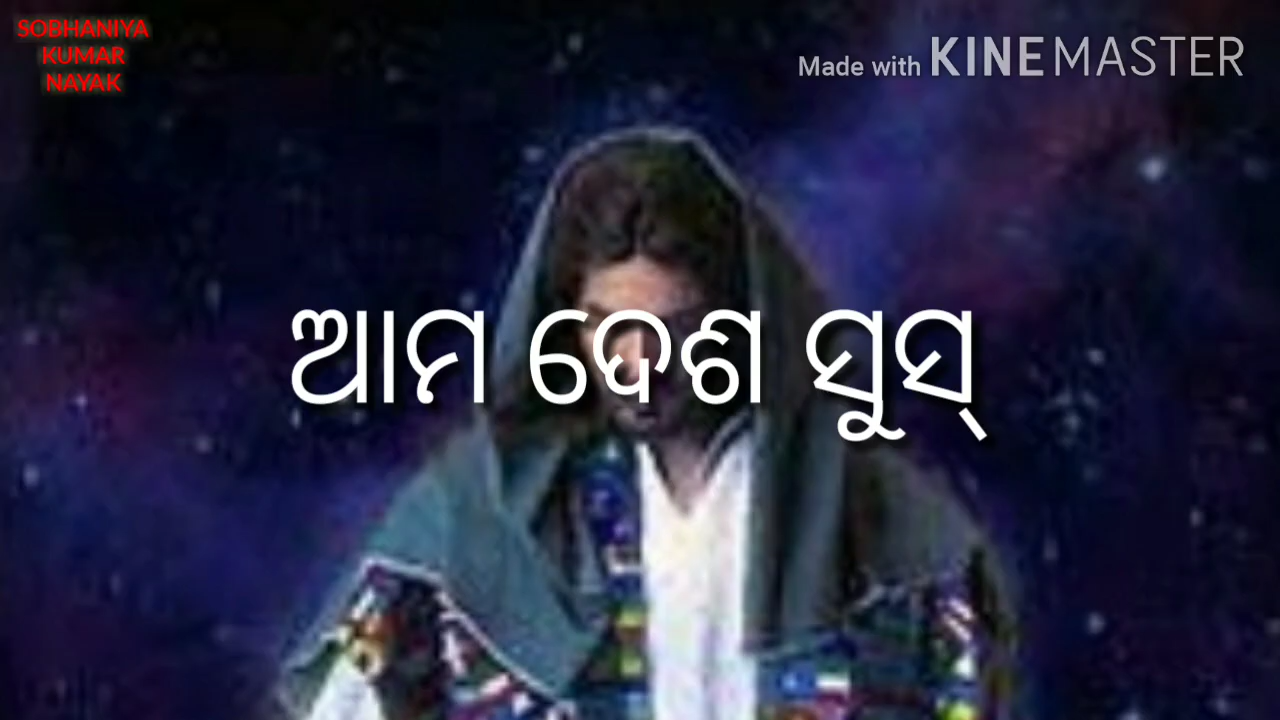 SOBHANIYA
KUMAR
NAYAK
Made with KINEMASTER
ଆମ ଦେଶ ସୁସ୍